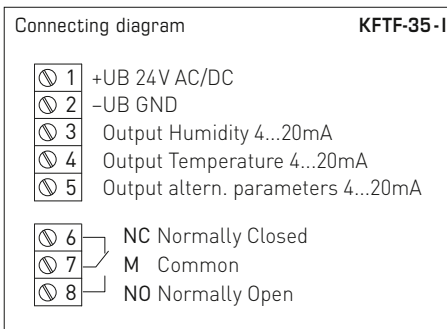 Connecting diagram KFTF-35-I
1 +UB 24V AC/DC
2 –UB GND
3 Output Humidity 4...20mA
4 Output Temperature 4...20mA
5 Output altern. parameters 4...20mA
6 NC Normally Closed
7 M Common
8 NO Normally Open